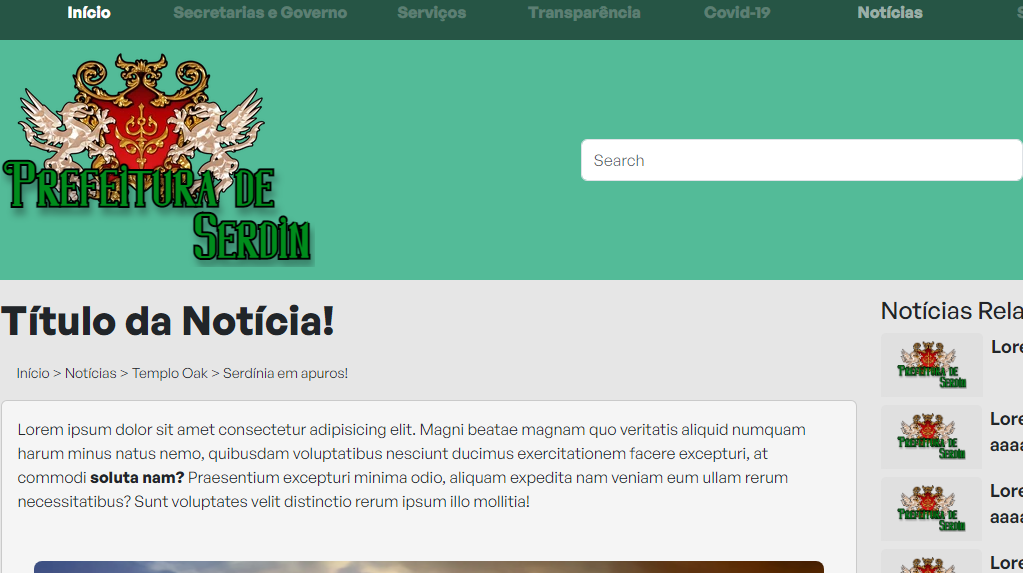 Início Secretarias e Governo Serviços Transparência Covid-19 Notícias S
PREFEITURA DE
SERDIN
Search
Título da Notícia!
Início > Notícias > Templo Oak > Serdínia em apuros!
Lorem ipsum dolor sit amet consectetur adipisicing elit. Magni beatae magnam quo veritatis aliquid numquam
harum minus natus nemo, quibusdam voluptatibus nesciunt ducimus exercitationem facere excepturi, at
commodi soluta nam? Praesentium excepturi minima odio, aliquam expedita nam veniam eum ullam rerum
necessitatibus? Sunt voluptates velit distinctio rerum ipsum illo mollitia!
Notícias Rela
PREFEITURA DE
SERDIN
Lore
PREFEITURA DE
SERDIN
Lore
aaaa
PREFEITURA DE
SERDIN
Lore
aaaa
Lore